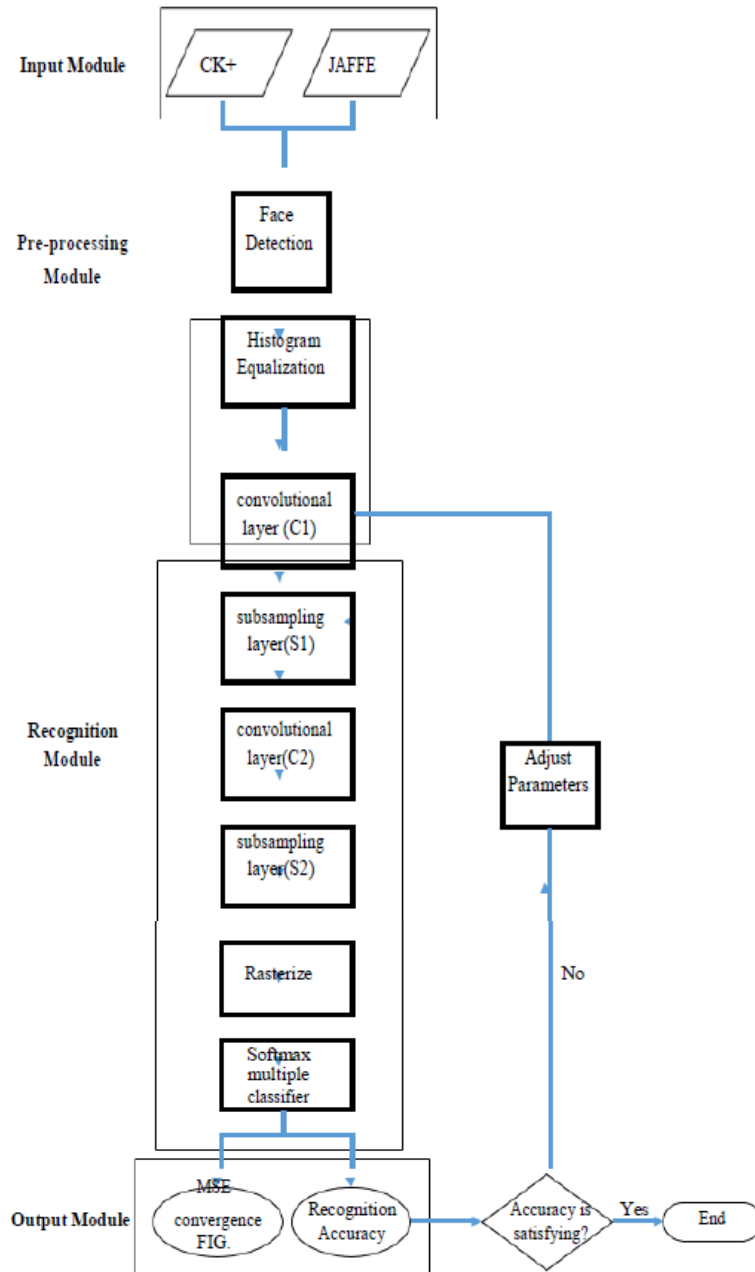 Input Module
CK+
JAFFE
Face
Detection
Pre-processing
Module
Histogram
Equalization
convolutional
layer (C1)
subsampling
layer(S1)
Recognition
Module
convolutional
layer(C2)
Adjust
Parameters
subsampling
layer(S2)
Rasterize
No
Softmax
multiple
classifier
Output Module
MSE
convergence
FIG.
Recognition
Accuracy
Accuracy is
satisfying?
Yes
End